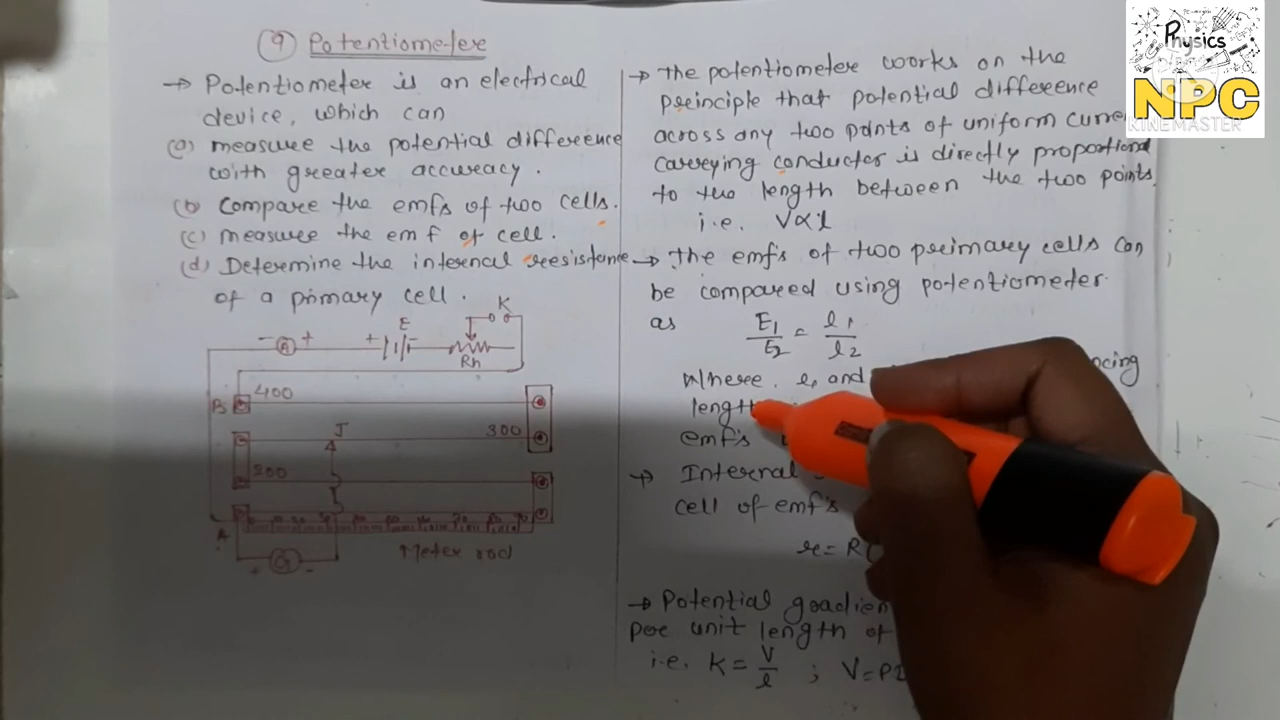 (9) Potentiometer
→ Potentiometer is an electrical
device, which can
(a) measure the potential difference
with greater accuracy.
(b) Compare the emfs of two cells.
(c) measure the emf of cell.
(d) Determine the internal resistance
of a primary cell.
K
E
- A + +
Rh
B 400
J 300
200
A
Meter rod
+ G -
→ The potentiometer works on the
principle that potential difference
across any two points of uniform
carrying conductor is directly proportional
to the length between the two points.
i.e. V∝l
→ The emf's of two primary cells can
be compared using potentiometer
as E1/E2 = l1/l2
Where, l1 and
length
emf's
→ Internal
cell of emf's
r = R(
→ Potential
per unit length of
i.e. K = V/l ; V=
Physics
NPC
KINEMASTER